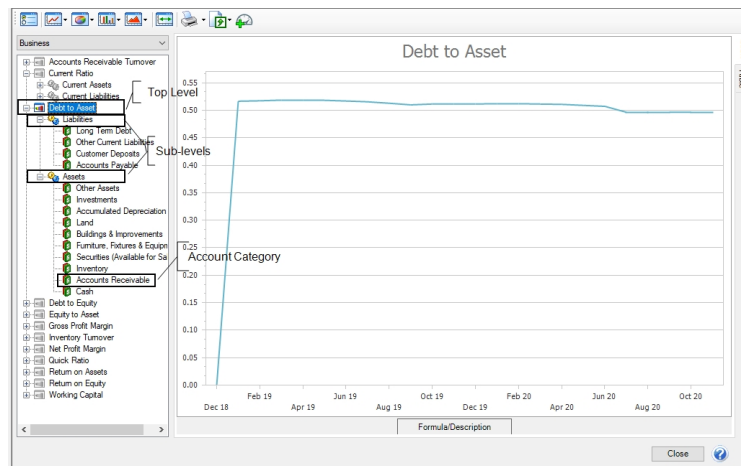 Business
Accounts Receivable Turnover
Current Ratio
Current Assets
Current Liabilities
Debt to Asset
Liabilities
Long Term Debt
Other Current Liabilities
Customer Deposits
Accounts Payable
Assets
Other Assets
Investments
Accumulated Depreciation
Land
Buildings & Improvements
Furniture, Fixtures & Equipn
Securities (Available for Sa
Inventory
Accounts Receivable
Cash
Debt to Equity
Equity to Asset
Gross Profit Margin
Inventory Turnover
Net Profit Margin
Quick Ratio
Return on Assets
Return on Equity
Working Capital
Top Level
Sub-levels
Account Category
Debt to Asset
0.55
0.50
0.45
0.40
0.35
0.30
0.25
0.20
0.15
0.10
0.05
0.00
Feb 19 Jun 19 Oct 19 Feb 20 Jun 20 Oct 20
Dec 18 Apr 19 Aug 19 Dec 19 Apr 20 Aug 20
Formula/Description
Close